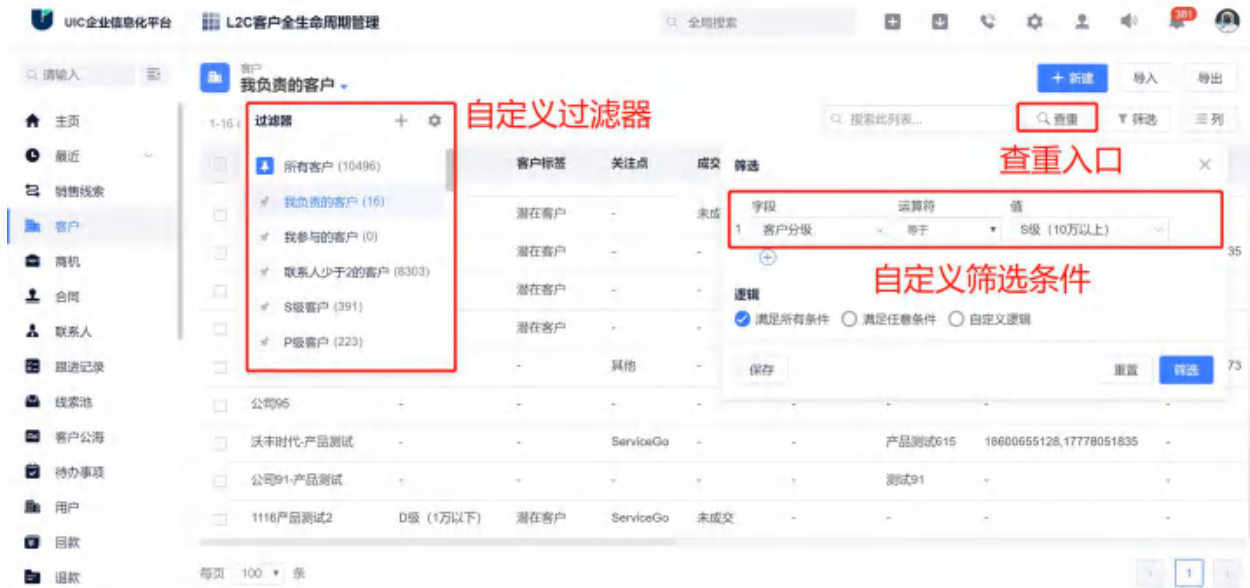 UIC企业信息化平台
L2C客户全生命周期管理
全局搜索
381
请输入
客户
我负责的客户
+ 新建
导入
导出
主页
最近
销售线索
客户
商机
合同
联系人
跟进记录
线索池
客户公海
待办事项
用户
回款
退款
1-16
过滤器
自定义过滤器
搜索此列表...
查重
筛选
列
查重入口
所有客户 (10496)
我负责的客户 (16)
我参与的客户 (0)
联系人少于2的客户 (8303)
S级客户 (391)
P级客户 (223)
客户标签
关注点
成交
筛选
字段
运算符
值
1
客户分级
等于
S级（10万以上）
自定义筛选条件
逻辑
满足所有条件
满足任意条件
自定义逻辑
保存
重置
筛选
潜在客户
-
未成
潜在客户
-
-
35
潜在客户
-
-
潜在客户
-
-
-
其他
-
73
公司95
-
-
-
-
-
-
-
-
沃丰时代-产品测试
-
-
ServiceGo
-
-
产品测试615
18600655128,17778051835
-
公司91-产品测试
-
-
-
-
-
测试91
-
-
1116产品测试2
D级（1万以下）
潜在客户
ServiceGo
未成交
-
-
-
-
每页
100
条
1